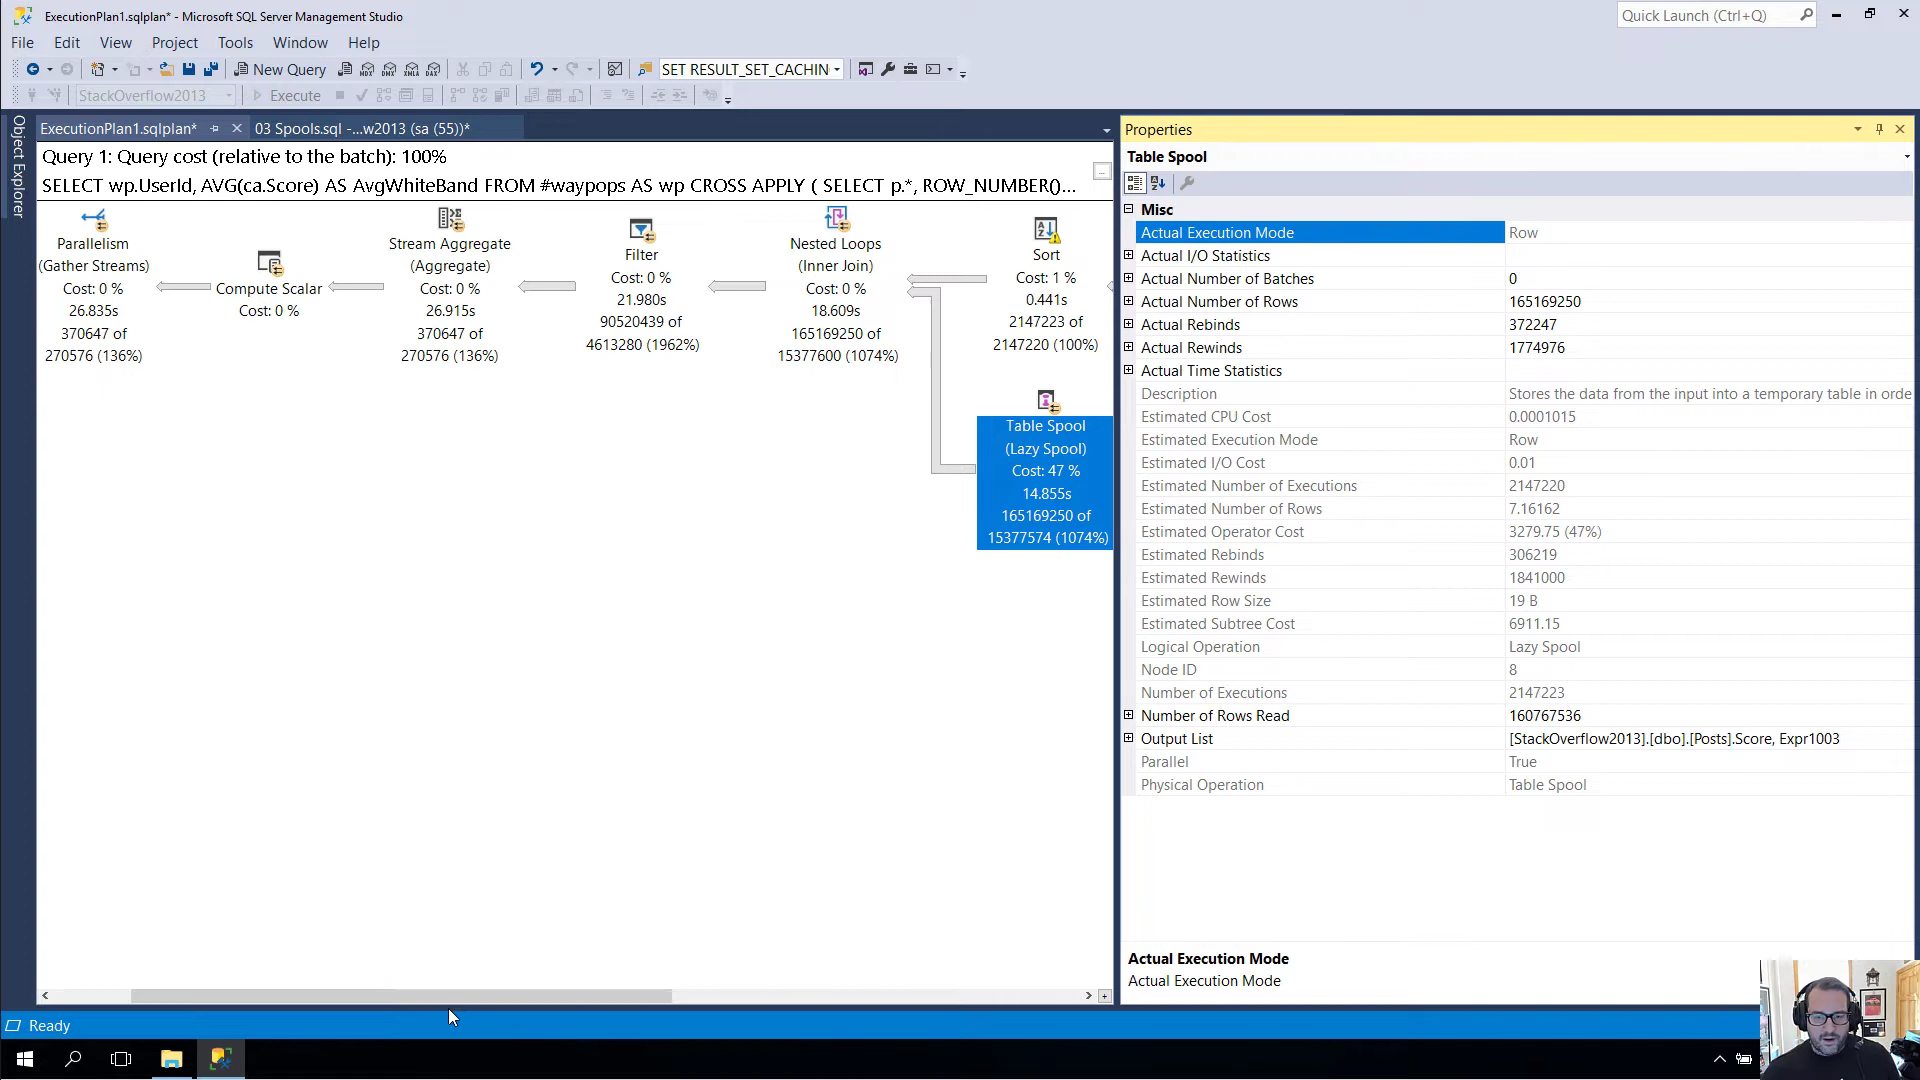 ExecutionPlan1.sqlplan* - Microsoft SQL Server Management Studio
Quick Launch (Ctrl+Q)
File Edit View Project Tools Window Help
New Query
SET RESULT_SET_CACHIN
StackOverflow2013
Execute
Object Explorer
ExecutionPlan1.sqlplan*
03 Spools.sql -...w2013 (sa (55))*
Query 1: Query cost (relative to the batch): 100%
SELECT wp.UserId, AVG(ca.Score) AS AvgWhiteBand FROM #waypops AS wp CROSS APPLY ( SELECT p.*, ROW_NUMBER()...
Parallelism
(Gather Streams)
Cost: 0 %
26.835s
370647 of
270576 (136%)
Compute Scalar
Cost: 0 %
Stream Aggregate
(Aggregate)
Cost: 0 %
26.915s
370647 of
270576 (136%)
Filter
Cost: 0 %
21.980s
90520439 of
4613280 (1962%)
Nested Loops
(Inner Join)
Cost: 0 %
18.609s
165169250 of
15377600 (1074%)
Sort
Cost: 1 %
0.441s
2147223 of
2147220 (100%)
Table Spool
(Lazy Spool)
Cost: 47 %
14.855s
165169250 of
15377574 (1074%)
Properties
Table Spool
Misc
Actual Execution Mode Row
Actual I/O Statistics
Actual Number of Batches 0
Actual Number of Rows 165169250
Actual Rebinds 372247
Actual Rewinds 1774976
Actual Time Statistics
Description Stores the data from the input into a temporary table in orde
Estimated CPU Cost 0.0001015
Estimated Execution Mode Row
Estimated I/O Cost 0.01
Estimated Number of Executions 2147220
Estimated Number of Rows 7.16162
Estimated Operator Cost 3279.75 (47%)
Estimated Rebinds 306219
Estimated Rewinds 1841000
Estimated Row Size 19 B
Estimated Subtree Cost 6911.15
Logical Operation Lazy Spool
Node ID 8
Number of Executions 2147223
Number of Rows Read 160767536
Output List [StackOverflow2013].[dbo].[Posts].Score, Expr1003
Parallel True
Physical Operation Table Spool
Actual Execution Mode
Actual Execution Mode
Ready